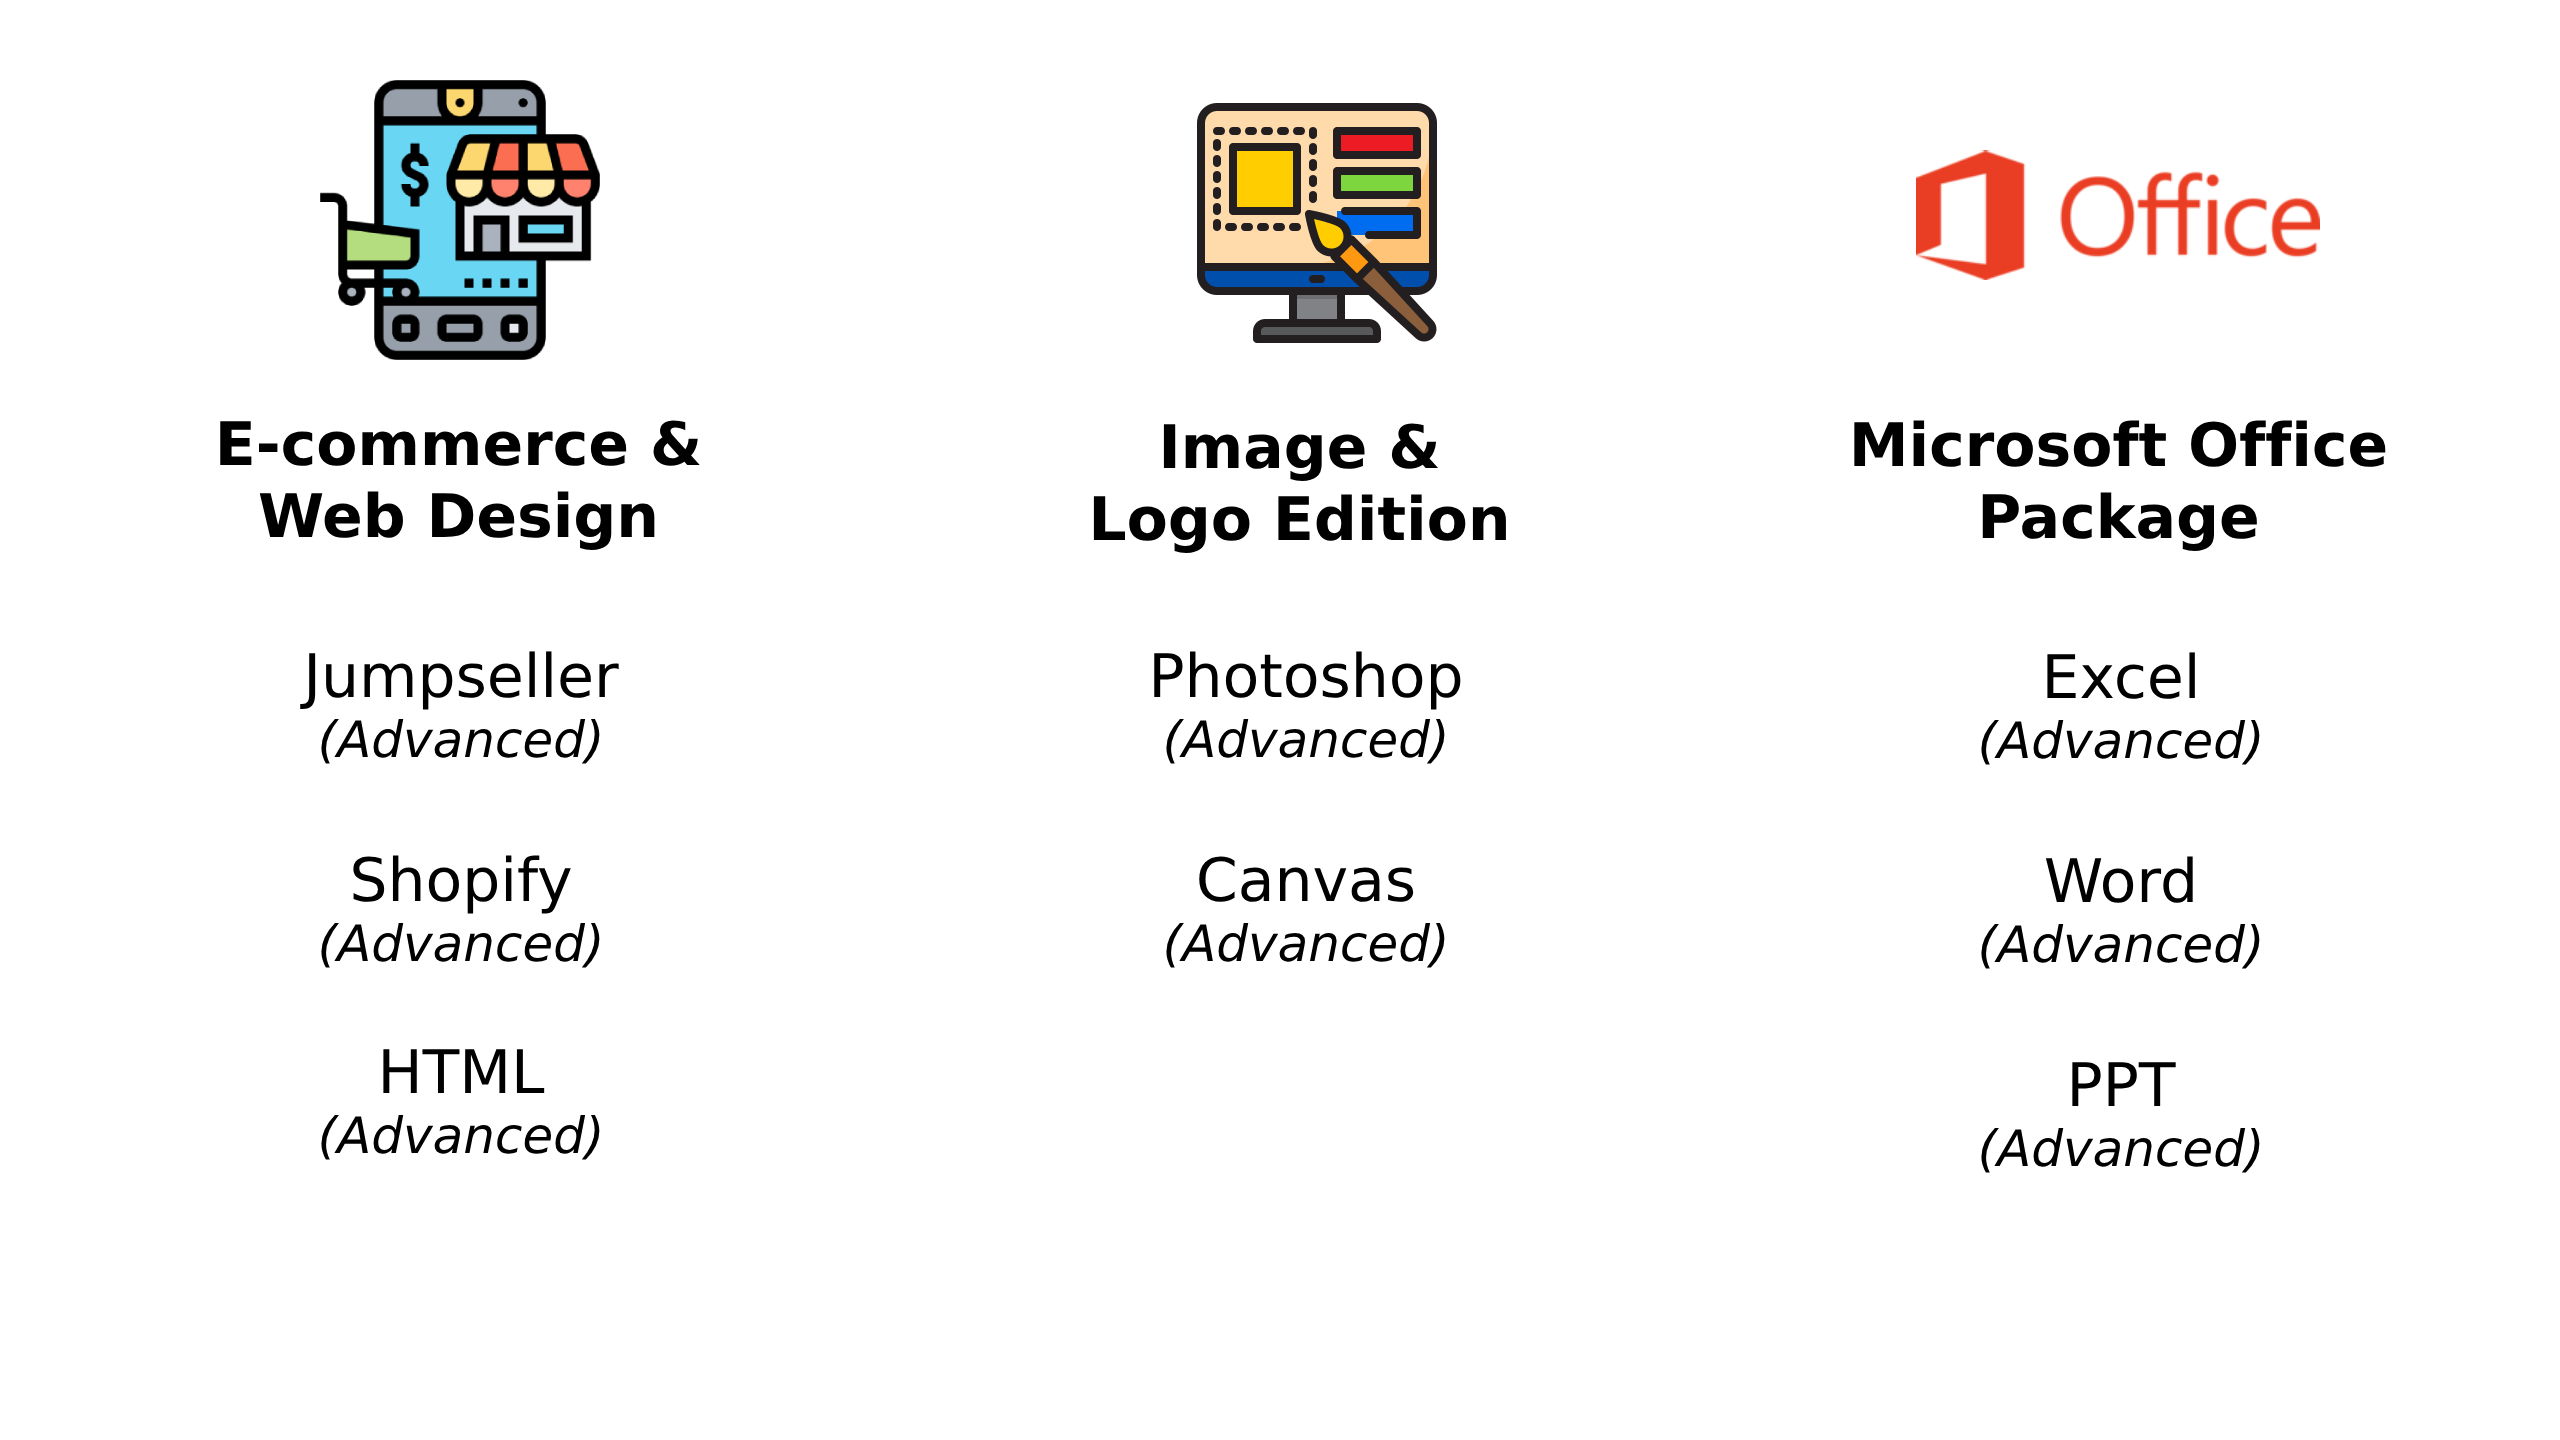 $
Office
E-commerce &
Web Design
Jumpseller
(Advanced)
Shopify
(Advanced)
HTML
(Advanced)
Image &
Logo Edition
Photoshop
(Advanced)
Canvas
(Advanced)
Microsoft Office
Package
Excel
(Advanced)
Word
(Advanced)
PPT
(Advanced)